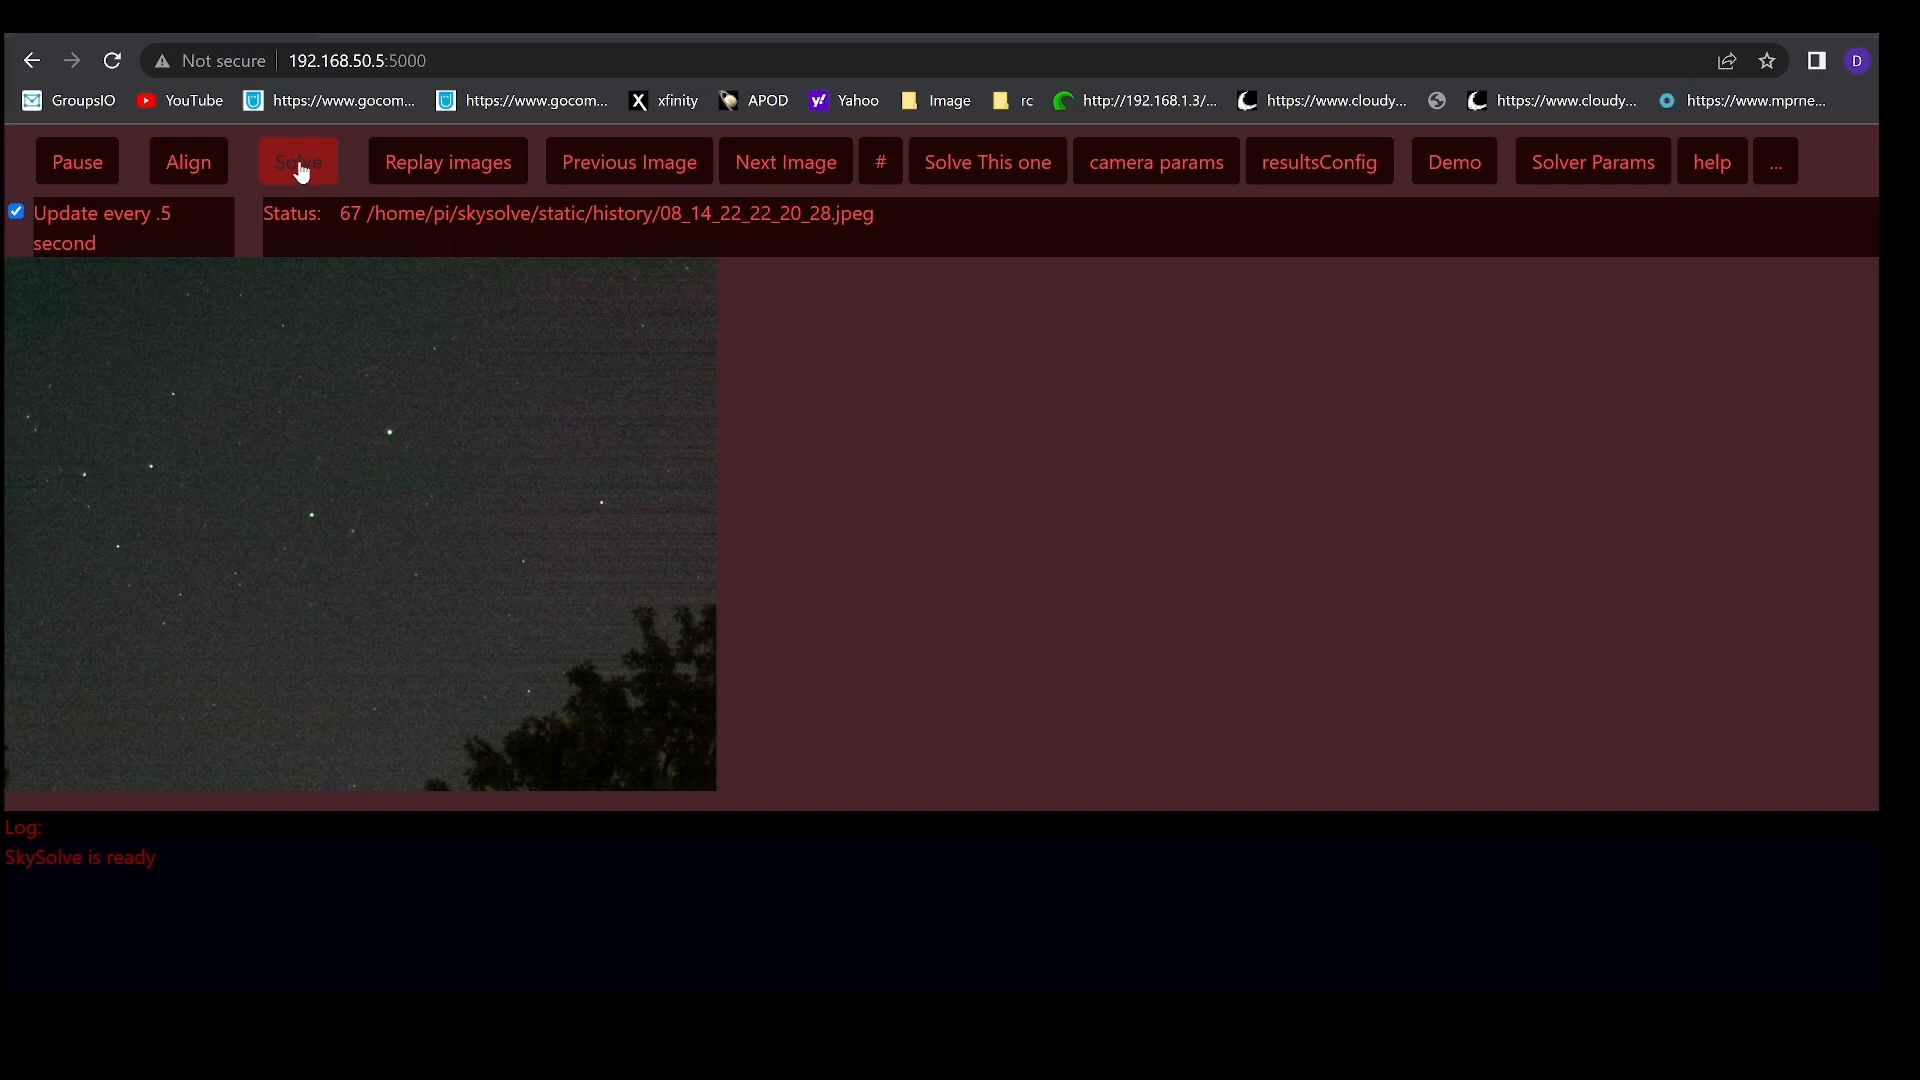 Not secure 192.168.50.5:5000 D
GroupsIO YouTube https://www.gocom... https://www.gocom... X xfinity APOD y! Yahoo Image rc http://192.168.1.3/... https://www.cloudy... https://www.cloudy... https://www.mprne...
Pause Align Solve Replay images Previous Image Next Image # Solve This one camera params resultsConfig Demo Solver Params help ...
Update every .5 Status: 67 /home/pi/skysolve/static/history/08_14_22_22_20_28.jpeg
second
Log:
SkySolve is ready